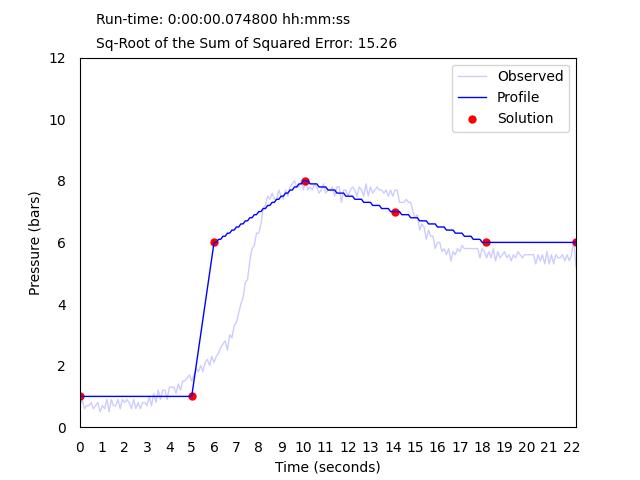 Run-time: 0:00:00.074800 hh:mm:ss
Sq-Root of the Sum of Squared Error: 15.26
12
10
8
6
4
2
0
Pressure (bars)
Observed
Profile
Solution
0 1 2 3 4 5 6 7 8 9 10 11 12 13 14 15 16 17 18 19 20 21 22
Time (seconds)